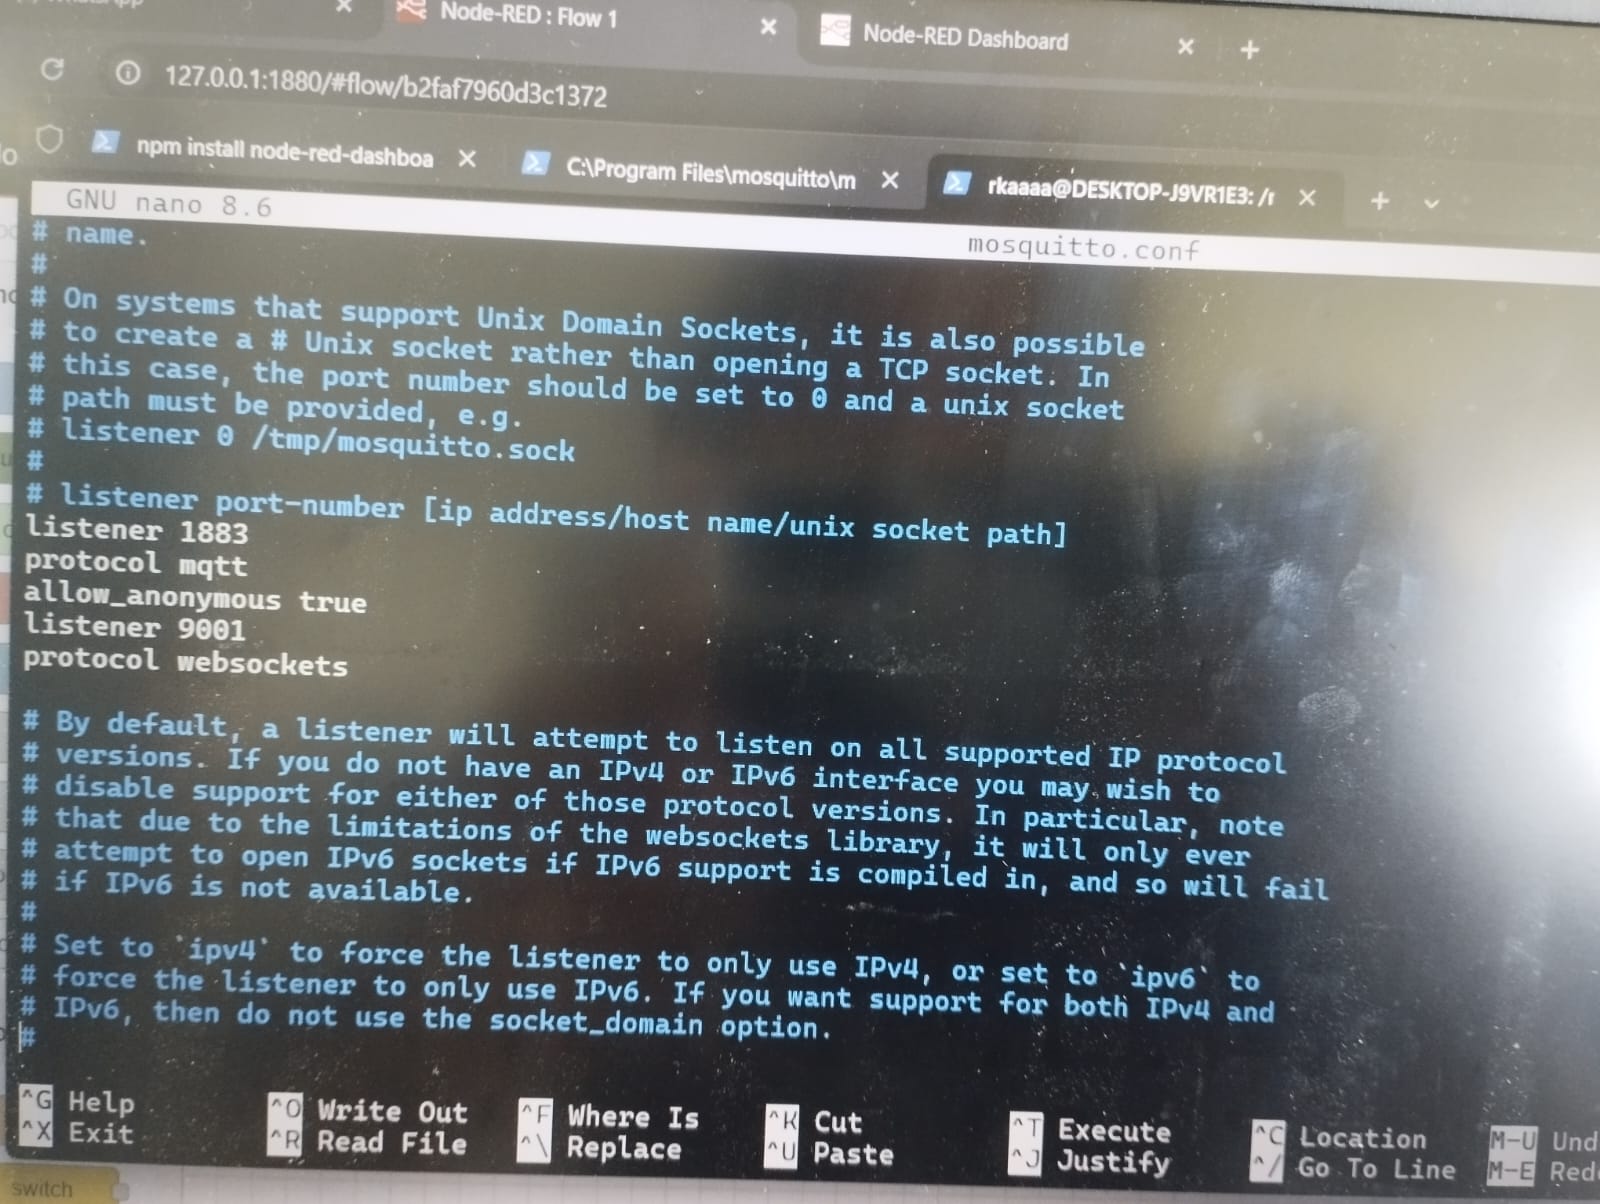 Node-RED : Flow 1
Node-RED Dashboard
127.0.0.1:1880/#flow/b2faf7960d3c1372
npm install node-red-dashboa
C:\Program Files\mosquitto\m
rkaaaa@DESKTOP-J9VR1E3: /r
GNU nano 8.6
mosquitto.conf
# name.
#
# On systems that support Unix Domain Sockets, it is also possible
# to create a # Unix socket rather than opening a TCP socket. In
# this case, the port number should be set to 0 and a unix socket
# path must be provided, e.g.
# listener 0 /tmp/mosquitto.sock
#
# listener port-number [ip address/host name/unix socket path]
listener 1883
protocol mqtt
allow_anonymous true
listener 9001
protocol websockets
# By default, a listener will attempt to listen on all supported IP protocol
# versions. If you do not have an IPv4 or IPv6 interface you may wish to
# disable support for either of those protocol versions. In particular, note
# that due to the limitations of the websockets library, it will only ever
# attempt to open IPv6 sockets if IPv6 support is compiled in, and so will fail
# if IPv6 is not available.
#
# Set to `ipv4` to force the listener to only use IPv4, or set to `ipv6` to
# force the listener to only use IPv6. If you want support for both IPv4 and
# IPv6, then do not use the socket_domain option.
#
^G Help ^O Write Out ^F Where Is ^K Cut ^T Execute ^C Location M-U Und
^X Exit ^R Read File ^\ Replace ^U Paste ^J Justify ^/ Go To Line M-E Red
switch